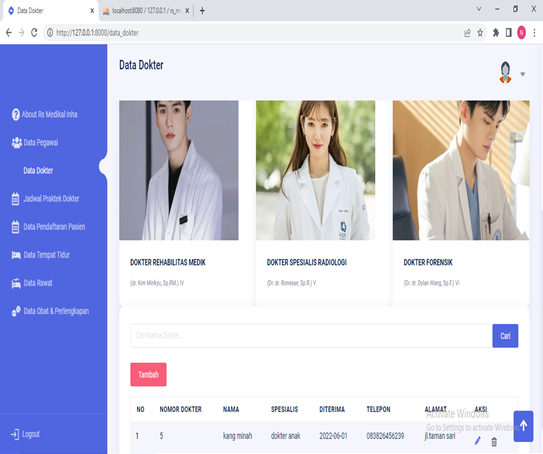 Data Dokter
localhost:8080 / 127.0.0.1 / rs_m
http://127.0.0.1:8000/data_dokter
N
Data Dokter
About Rs Medikal Inha
Data Pegawai
Data Dokter
Jadwal Praktek Dokter
Data Pendaftaran Pasien
Data Tempat Tidur
Data Rawat
Data Obat & Perlengkapan
Logout
DOKTER REHABILITAS MEDIK
(dr. Kim Minkyu, Sp.RM.) IV
DOKTER SPESIALIS RADIOLOGI
(Dr. dr. Roneseae, Sp.R.) V
DOKTER FORENSIK
(Dr. dr. Dylan Wang, Sp.F.) VI
Cari Nama Dokter...
Cari
Tambah
NO NOMOR DOKTER NAMA SPESIALIS DITERIMA TELEPON ALAMAT AKSI
1 5 kang minah dokter anak 2022-06-01 083826456239 jl.taman sari
Activate Windows
Go to Settings to activate Windows.